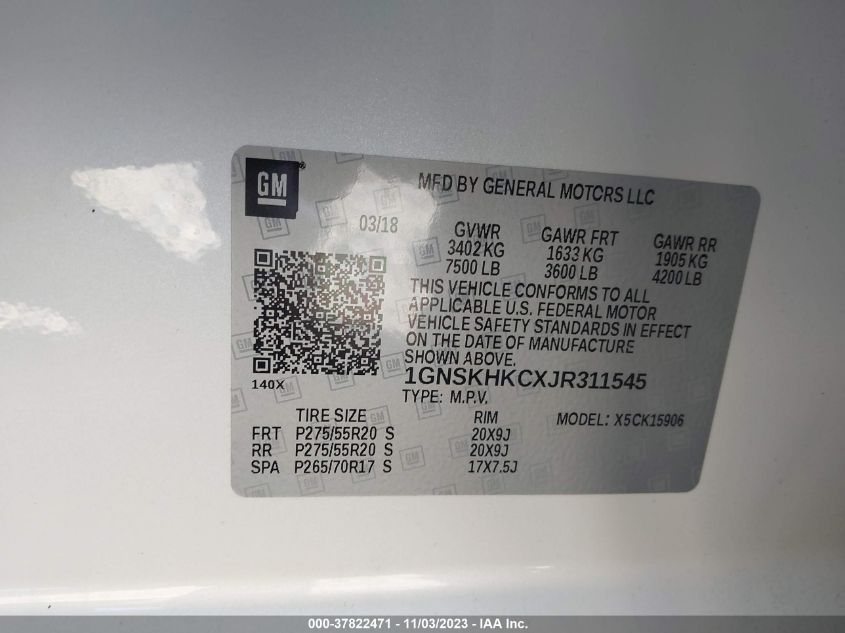 GM®
MFD BY GENERAL MOTORS LLC
03/18
GVWR GAWR FRT GAWR RR
3402 KG 1633 KG 1905 KG
7500 LB 3600 LB 4200 LB
THIS VEHICLE CONFORMS TO ALL
APPLICABLE U.S. FEDERAL MOTOR
VEHICLE SAFETY STANDARDS IN EFFECT
ON THE DATE OF MANUFACTURE
SHOWN ABOVE.
140X
1GNSKHKCXJR311545
TYPE: M.P.V.
TIRE SIZE RIM MODEL: X5CK15906
FRT P275/55R20 S 20X9J
RR P275/55R20 S 20X9J
SPA P265/70R17 S 17X7.5J
000-37822471 - 11/03/2023 - IAA Inc.